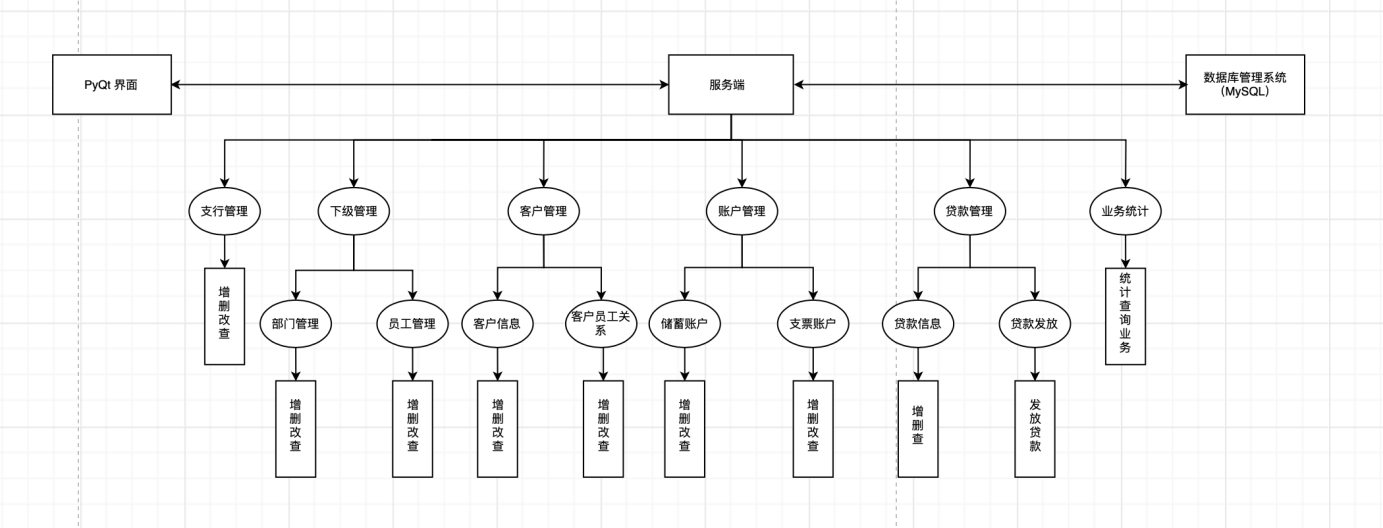 PyQt 界面
服务端
数据库管理系统
（MySQL）
支行管理
下级管理
客户管理
账户管理
贷款管理
业务统计
增删改查
统计查询业务
部门管理
员工管理
客户信息
客户员工关
系
储蓄账户
支票账户
贷款信息
贷款发放
增删改查
增删改查
增删改查
增删改查
增删改查
增删改查
增删查
发放贷款